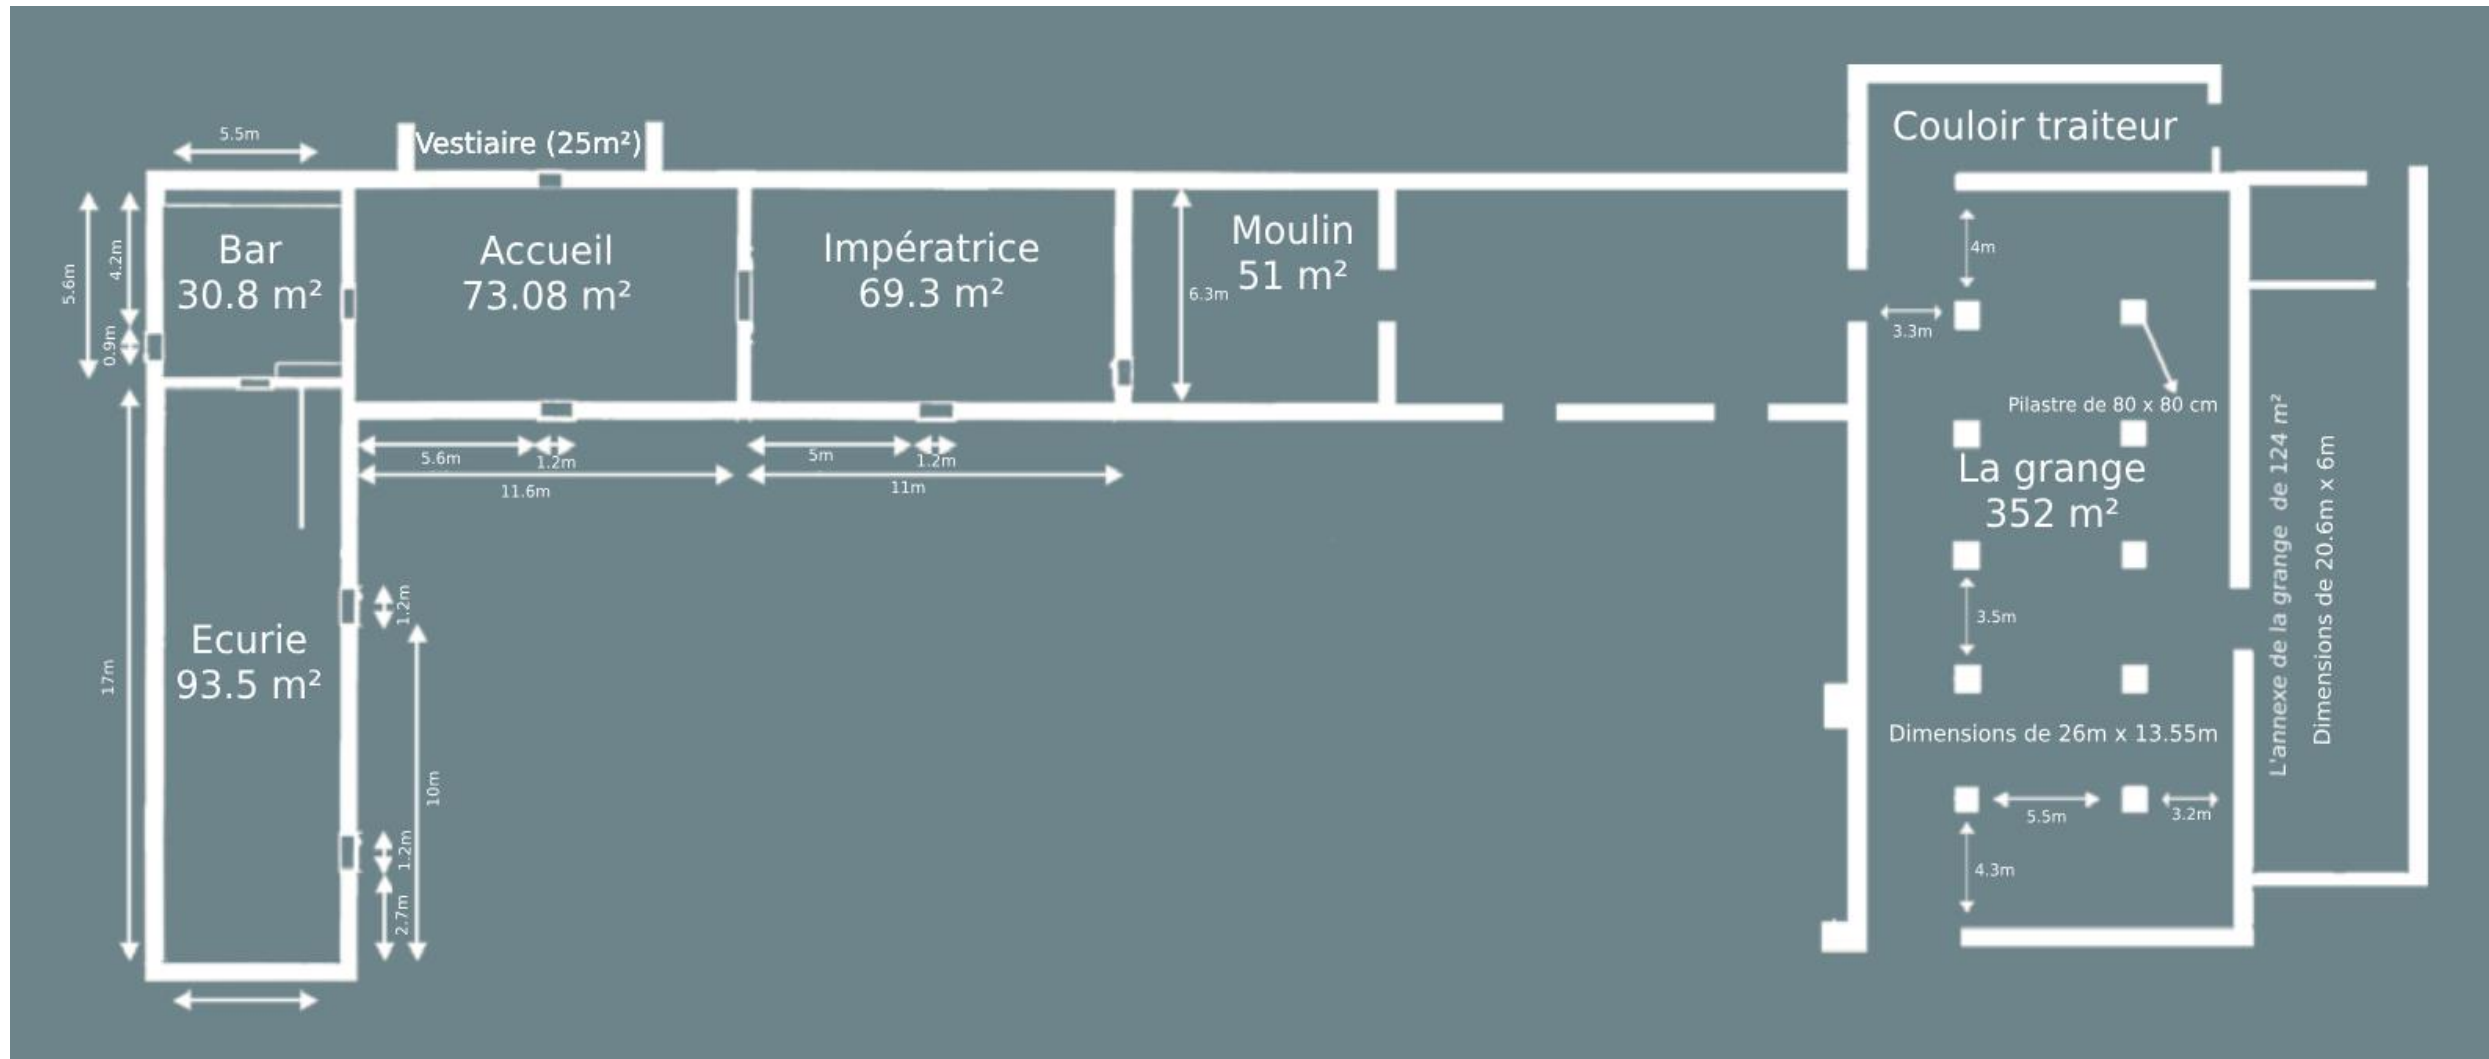 Couloir traiteur
5.5m
Vestiaire (25m²)
5.6m
4.2m
0.9m
Bar
30.8 m²
Accueil
73.08 m²
Impératrice
69.3 m²
Moulin
51 m²
6.3m
4m
3.3m
Pilastre de 80 x 80 cm
5.6m
1.2m
11.6m
5m
1.2m
11m
La grange
352 m²
L'annexe de la grange de 124 m²
Dimensions de 20.6m x 6m
17m
Ecurie
93.5 m²
1.2m
10m
1.2m
2.7m
3.5m
Dimensions de 26m x 13.55m
5.5m
3.2m
4.3m